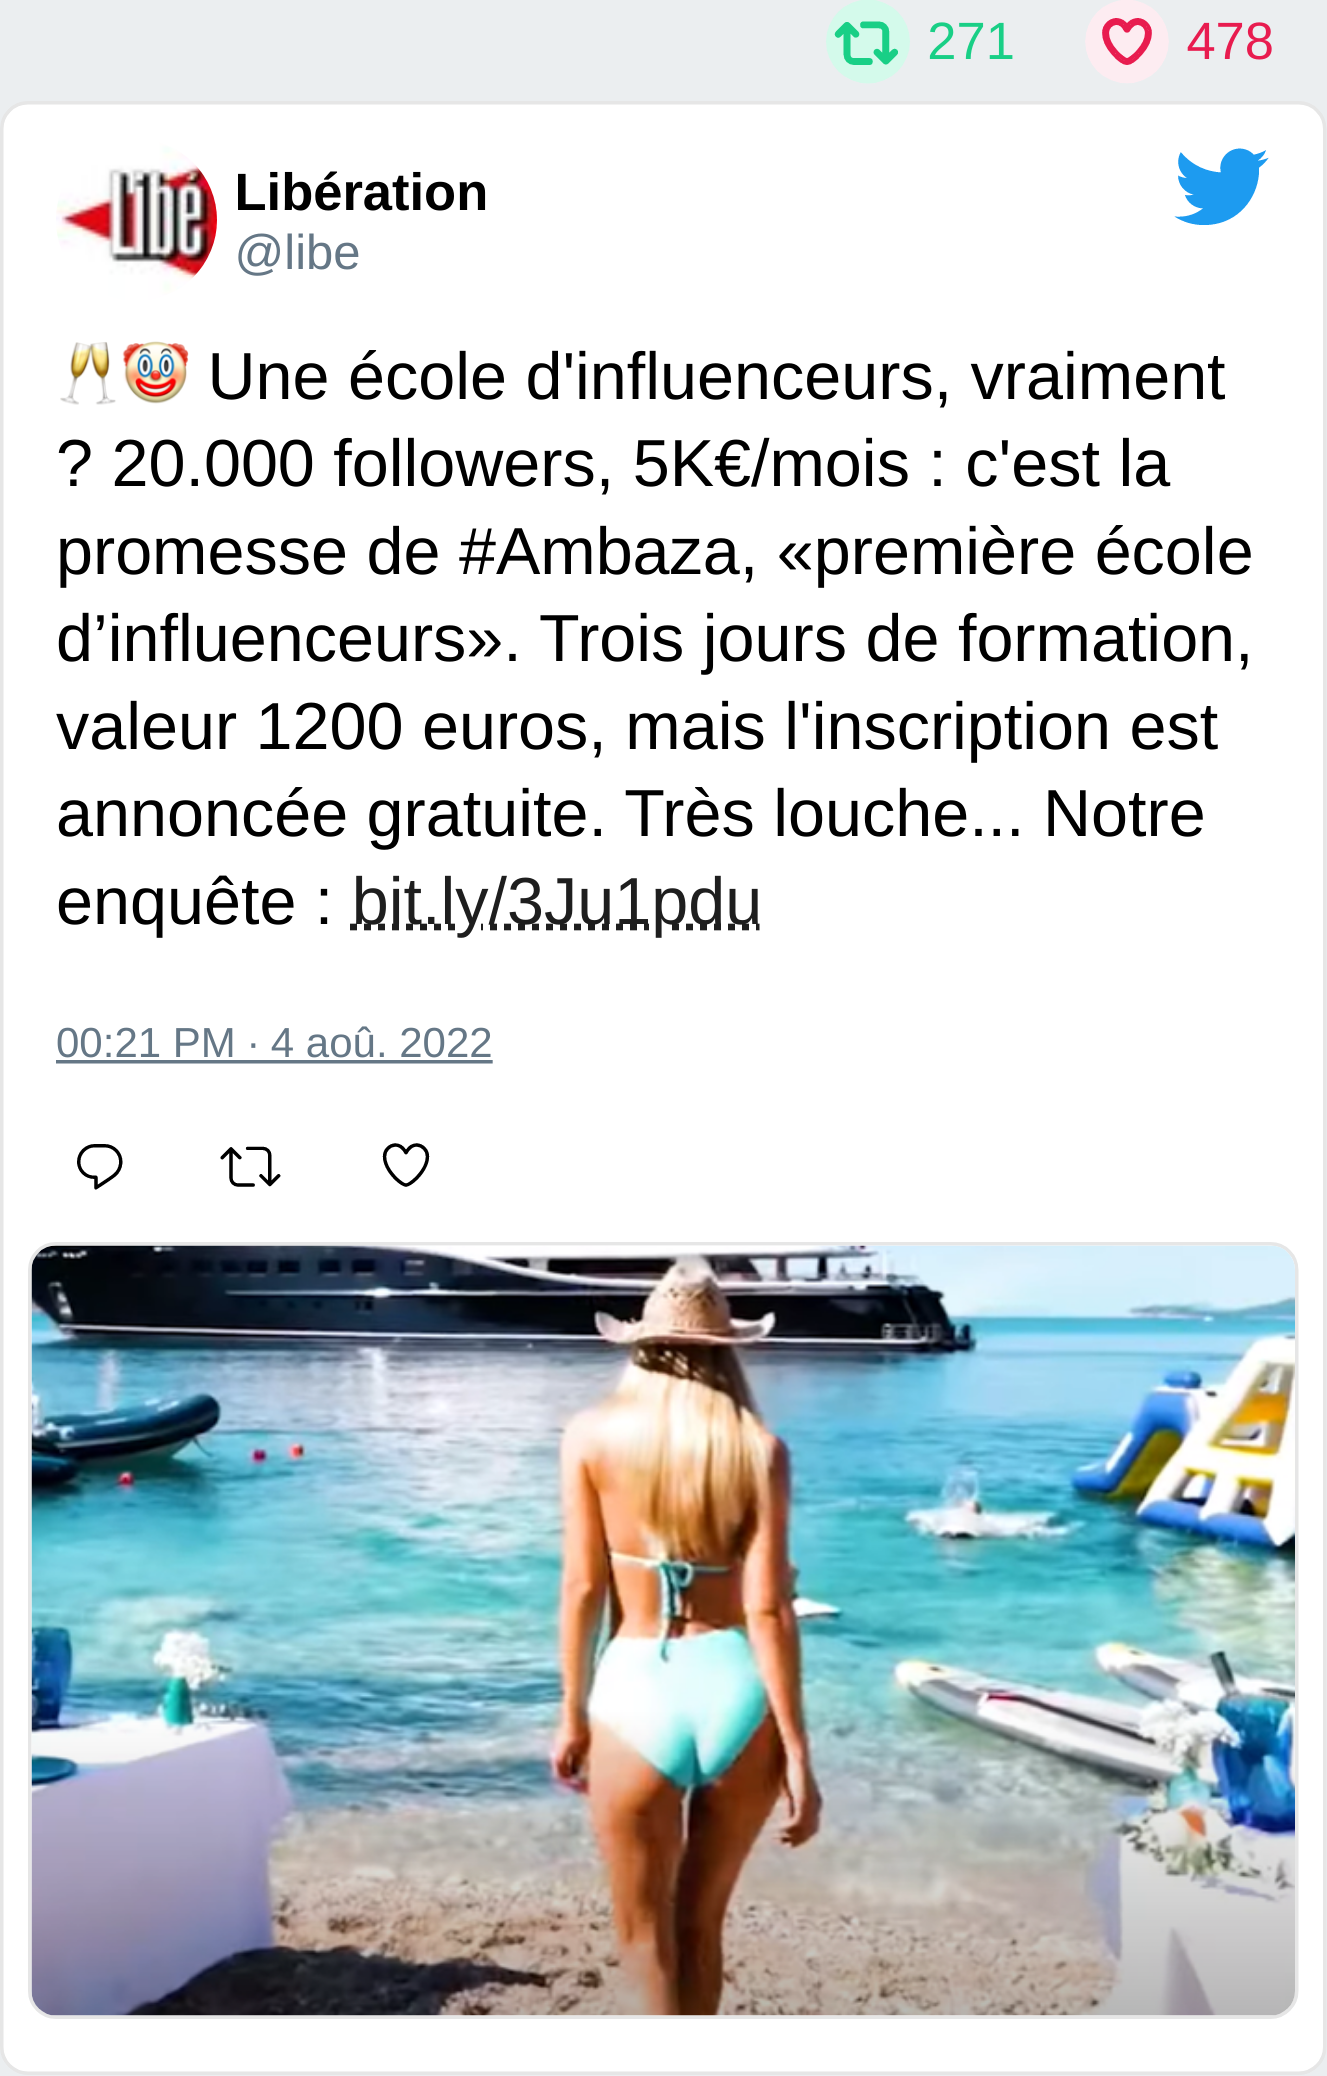 271 478
Libé
Libération
@libe
🥂🤡 Une école d'influenceurs, vraiment
? 20.000 followers, 5K€/mois : c'est la
promesse de #Ambaza, «première école
d’influenceurs». Trois jours de formation,
valeur 1200 euros, mais l'inscription est
annoncée gratuite. Très louche... Notre
enquête : bit.ly/3Ju1pdu
00:21 PM · 4 aoû. 2022